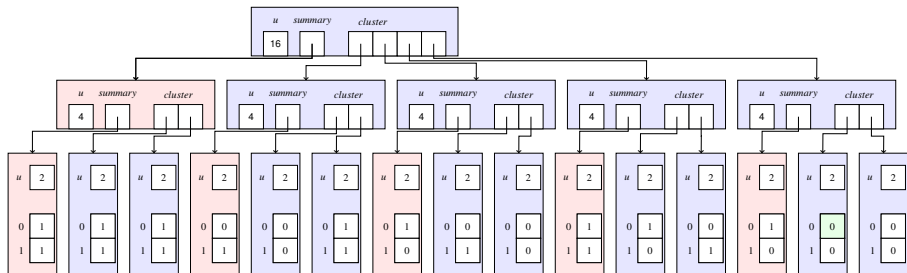 u summary cluster
16
u summary cluster u summary cluster u summary cluster u summary cluster u summary cluster
4 4 4 4 4
u 2 u 2 u 2 u 2 u 2 u 2 u 2 u 2 u 2 u 2 u 2 u 2 u 2 u 2 u 2
0 1 0 1 0 1 0 1 0 1 0 1 0 1 0 1 0 0 0 1 0 1 0 0 0 1 0 0 0 0
1 1 1 1 1 1 1 1 1 0 1 1 1 0 1 0 1 0 1 1 1 0 1 1 1 0 1 0 1 0